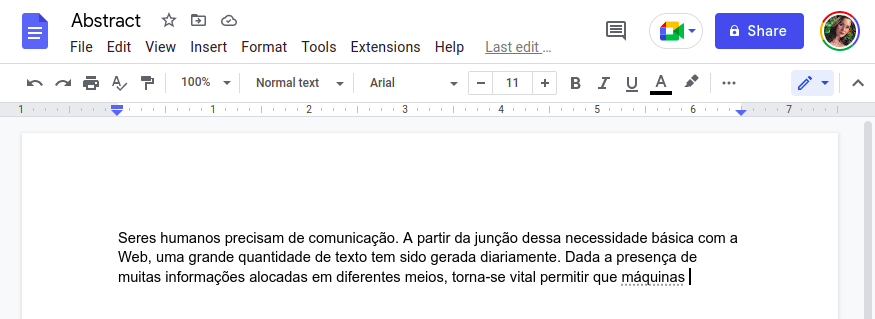 Abstract
File Edit View Insert Format Tools Extensions Help Last edit ...
Share
100% Normal text Arial 11 B I U A
1 1 2 3 4 5 6 7
Seres humanos precisam de comunicação. A partir da junção dessa necessidade básica com a
Web, uma grande quantidade de texto tem sido gerada diariamente. Dada a presença de
muitas informações alocadas em diferentes meios, torna-se vital permitir que máquinas